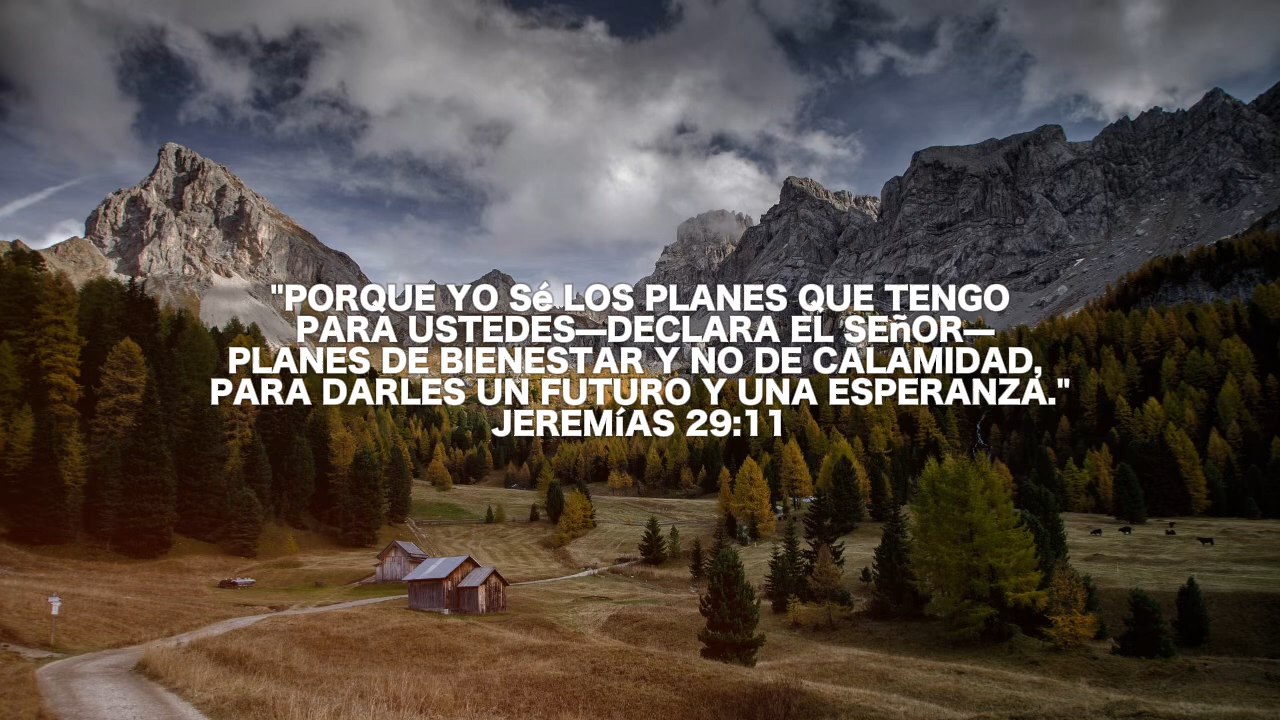 "PORQUE YO Sé LOS PLANES QUE TENGO
PARA USTEDES—DECLARA EL SEñOR—
PLANES DE BIENESTAR Y NO DE CALAMIDAD,
PARA DARLES UN FUTURO Y UNA ESPERANZA."
JEREMíAS 29:11